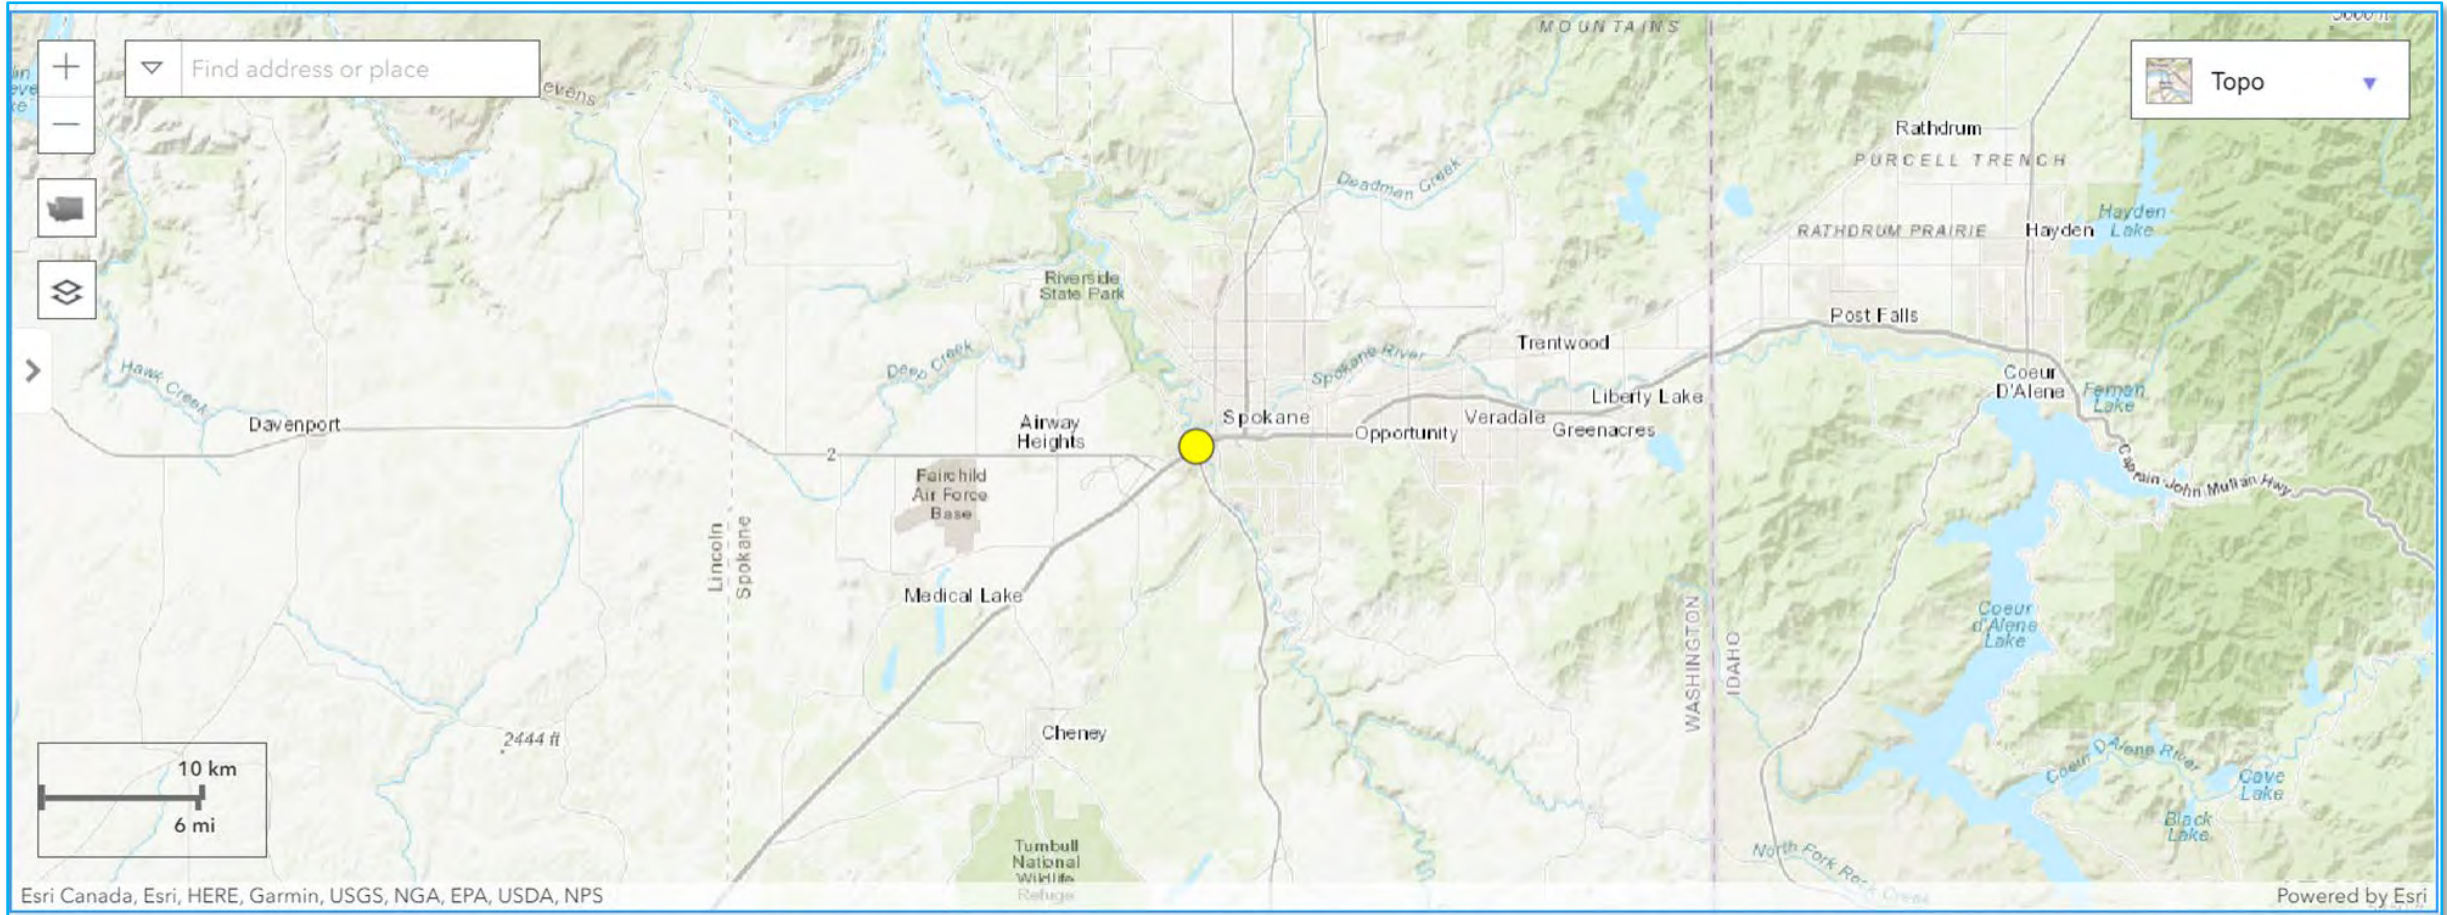 MOUNTAINS
Find address or place
evens
Topo
Rathdrum
PURCELL TRENCH
Deadman Creek
Hayden
Lake
RATHDRUM PRAIRIE
Hayden
Riverside
State Park
Post Falls
Trentwood
Spokane River
Deep Creek
Hawk Creek
Coeur
D'Alene
Fernan
Lake
Liberty Lake
Davenport
Airway
Heights
Spokane
Veradale
Opportunity
Greenacres
2
Fairchild
Air Force
Base
Captain John Mullan Hwy
Lincoln
Spokane
Medical Lake
WASHINGTON
IDAHO
Coeur
d'Alene
Lake
Cheney
2444 ft
10 km
6 mi
Coeur D'Alene River
Cave
Lake
Black
Lake
Turnbull
National
Wildlife
Refuge
North Fork Rock Creek
Esri Canada, Esri, HERE, Garmin, USGS, NGA, EPA, USDA, NPS
Powered by Esri